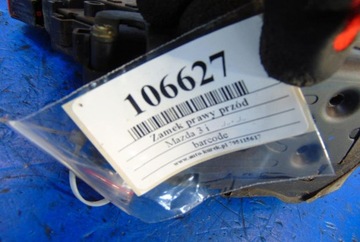 106627
Zamek prawy przód
Mazda 3 i
barcode